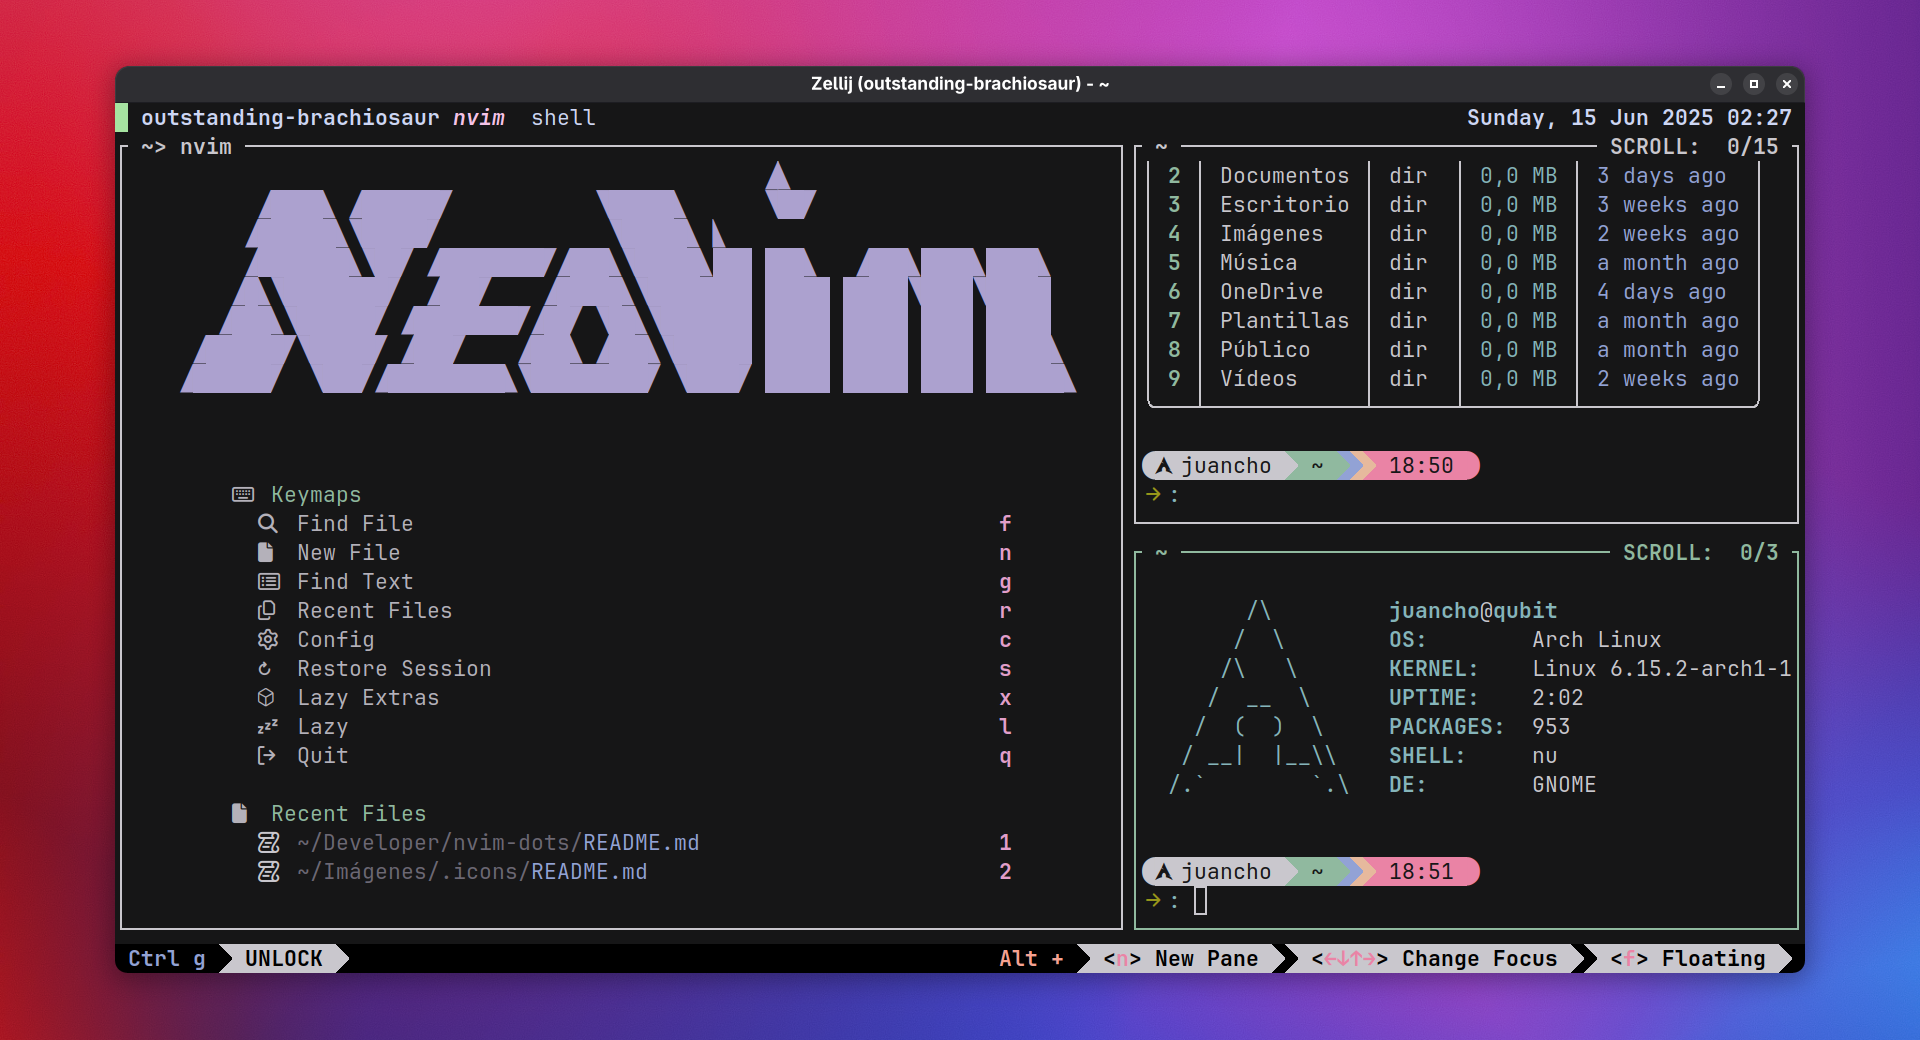 Zellij (outstanding-brachiosaur) - ~
outstanding-brachiosaur nvim shell
Sunday, 15 Jun 2025 02:27
~> nvim
NEOVIM
Keymaps
Find File f
New File n
Find Text g
Recent Files r
Config c
Restore Session s
Lazy Extras x
Lazy l
Quit q
Recent Files
~/Developer/nvim-dots/README.md 1
~/Imágenes/.icons/README.md 2
~ SCROLL: 0/15
2 Documentos dir 0,0 MB 3 days ago
3 Escritorio dir 0,0 MB 3 weeks ago
4 Imágenes dir 0,0 MB 2 weeks ago
5 Música dir 0,0 MB a month ago
6 OneDrive dir 0,0 MB 4 days ago
7 Plantillas dir 0,0 MB a month ago
8 Público dir 0,0 MB a month ago
9 Vídeos dir 0,0 MB 2 weeks ago
juancho ~ 18:50
→ :
~ SCROLL: 0/3
juancho@qubit
OS: Arch Linux
KERNEL: Linux 6.15.2-arch1-1
UPTIME: 2:02
PACKAGES: 953
SHELL: nu
DE: GNOME
juancho ~ 18:51
→ :
Ctrl g UNLOCK
Alt + <n> New Pane <←↓↑→> Change Focus <f> Floating